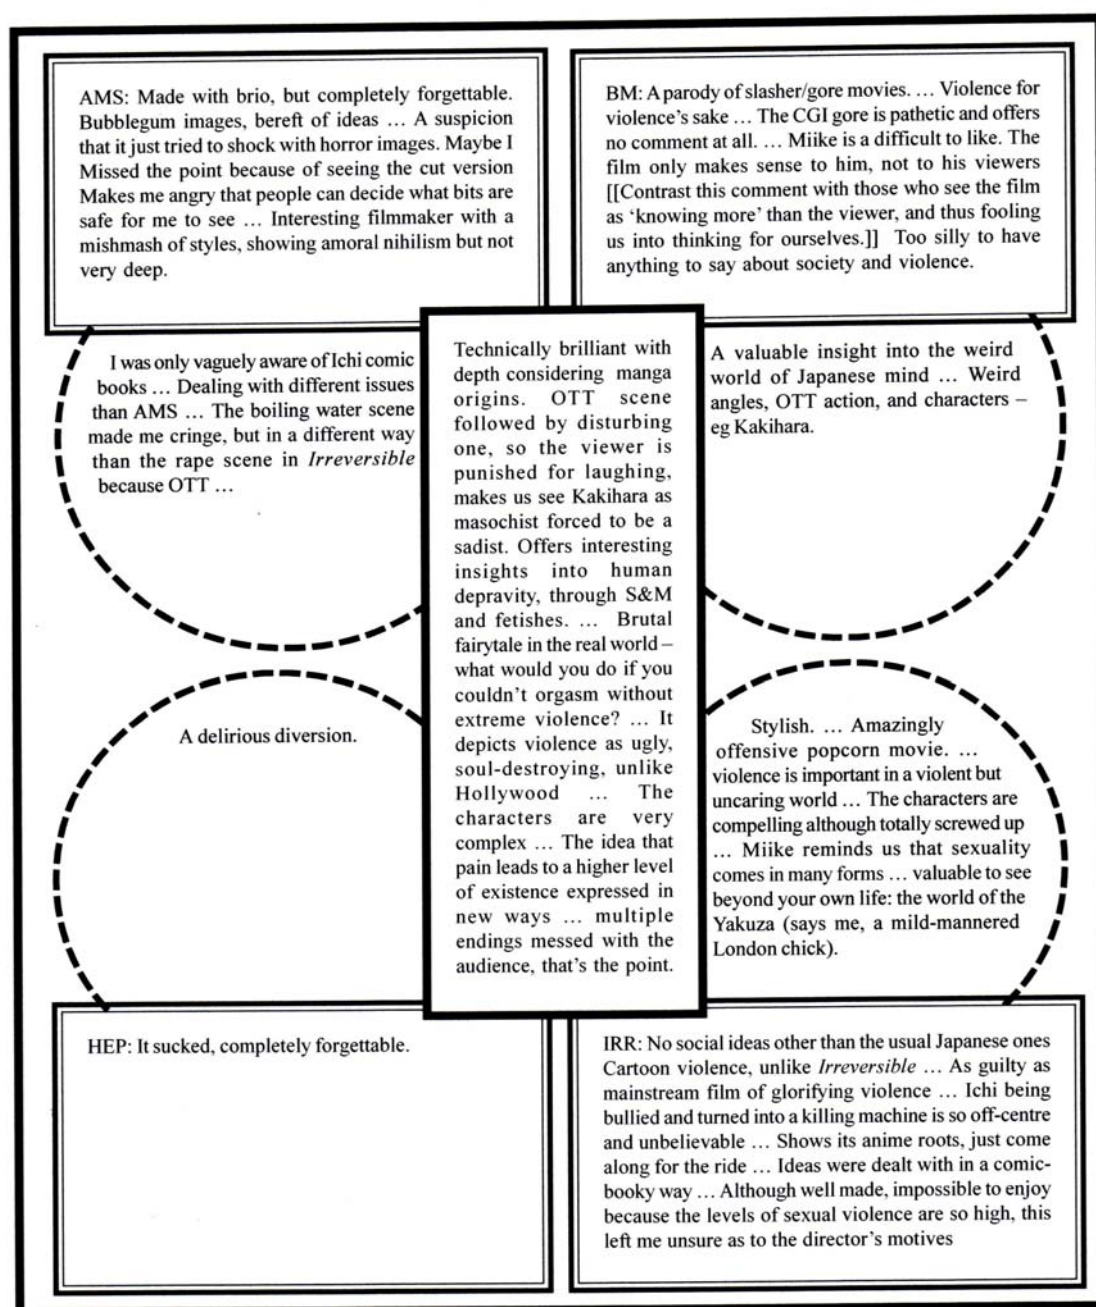 AMS: Made with brio, but completely forgettable.
Bubblegum images, bereft of ideas … A suspicion
that it just tried to shock with horror images. Maybe I
Missed the point because of seeing the cut version
Makes me angry that people can decide what bits are
safe for me to see … Interesting filmmaker with a
mishmash of styles, showing amoral nihilism but not
very deep.
BM: A parody of slasher/gore movies. … Violence for
violence's sake … The CGI gore is pathetic and offers
no comment at all. … Miike is a difficult to like. The
film only makes sense to him, not to his viewers
[[Contrast this comment with those who see the film
as 'knowing more' than the viewer, and thus fooling
us into thinking for ourselves.]] Too silly to have
anything to say about society and violence.
I was only vaguely aware of Ichi comic
books … Dealing with different issues
than AMS … The boiling water scene
made me cringe, but in a different way
than the rape scene in Irreversible
because OTT …
Technically brilliant with
depth considering manga
origins. OTT scene
followed by disturbing
one, so the viewer is
punished for laughing,
makes us see Kakihara as
masochist forced to be a
sadist. Offers interesting
insights into human
depravity, through S&M
and fetishes. … Brutal
fairytale in the real world –
what would you do if you
couldn't orgasm without
extreme violence? … It
depicts violence as ugly,
soul-destroying, unlike
Hollywood … The
characters are very
complex … The idea that
pain leads to a higher level
of existence expressed in
new ways … multiple
endings messed with the
audience, that's the point.
A valuable insight into the weird
world of Japanese mind … Weird
angles, OTT action, and characters –
eg Kakihara.
A delirious diversion.
Stylish. … Amazingly
offensive popcorn movie. …
violence is important in a violent but
uncaring world … The characters are
compelling although totally screwed up
… Miike reminds us that sexuality
comes in many forms … valuable to see
beyond your own life: the world of the
Yakuza (says me, a mild-mannered
London chick).
HEP: It sucked, completely forgettable.
IRR: No social ideas other than the usual Japanese ones
Cartoon violence, unlike Irreversible … As guilty as
mainstream film of glorifying violence … Ichi being
bullied and turned into a killing machine is so off-centre
and unbelievable … Shows its anime roots, just come
along for the ride … Ideas were dealt with in a comic-
booky way … Although well made, impossible to enjoy
because the levels of sexual violence are so high, this
left me unsure as to the director's motives